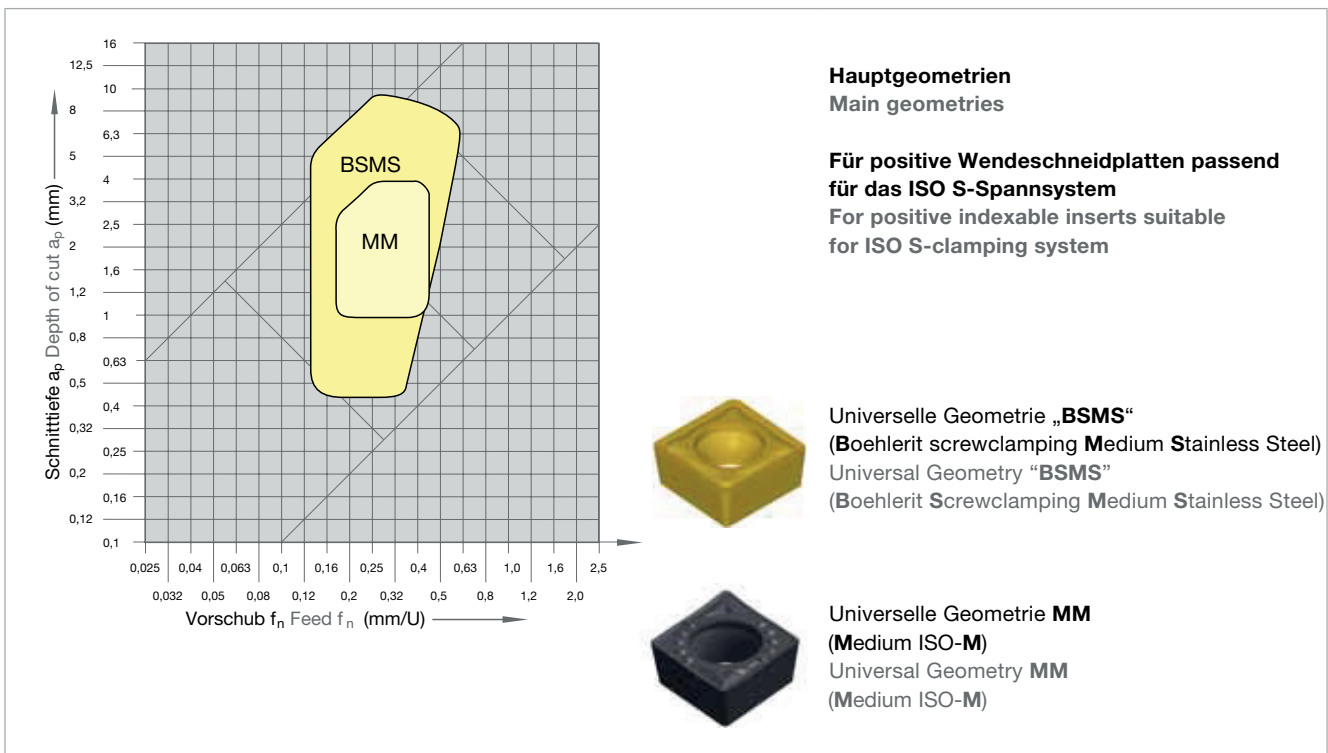 16
12,5
10
8
6,3
5
4
3,2
2,5
2
1,6
1,2
1
0,8
0,63
0,5
0,4
0,32
0,25
0,2
0,16
0,12
0,1
Schnitttiefe ap Depth of cut ap (mm)
BSMS
MM
0,025 0,04 0,063 0,1 0,16 0,25 0,4 0,63 1,0 1,6 2,5
0,032 0,05 0,08 0,12 0,2 0,32 0,5 0,8 1,2 2,0
Vorschub fn Feed fn (mm/U)
Hauptgeometrien
Main geometries
Für positive Wendeschneidplatten passend
für das ISO S-Spannsystem
For positive indexable inserts suitable
for ISO S-clamping system
Universelle Geometrie „BSMS“
(Boehlerit screwclamping Medium Stainless Steel)
Universal Geometry “BSMS”
(Boehlerit Screwclamping Medium Stainless Steel)
Universelle Geometrie MM
(Medium ISO-M)
Universal Geometry MM
(Medium ISO-M)